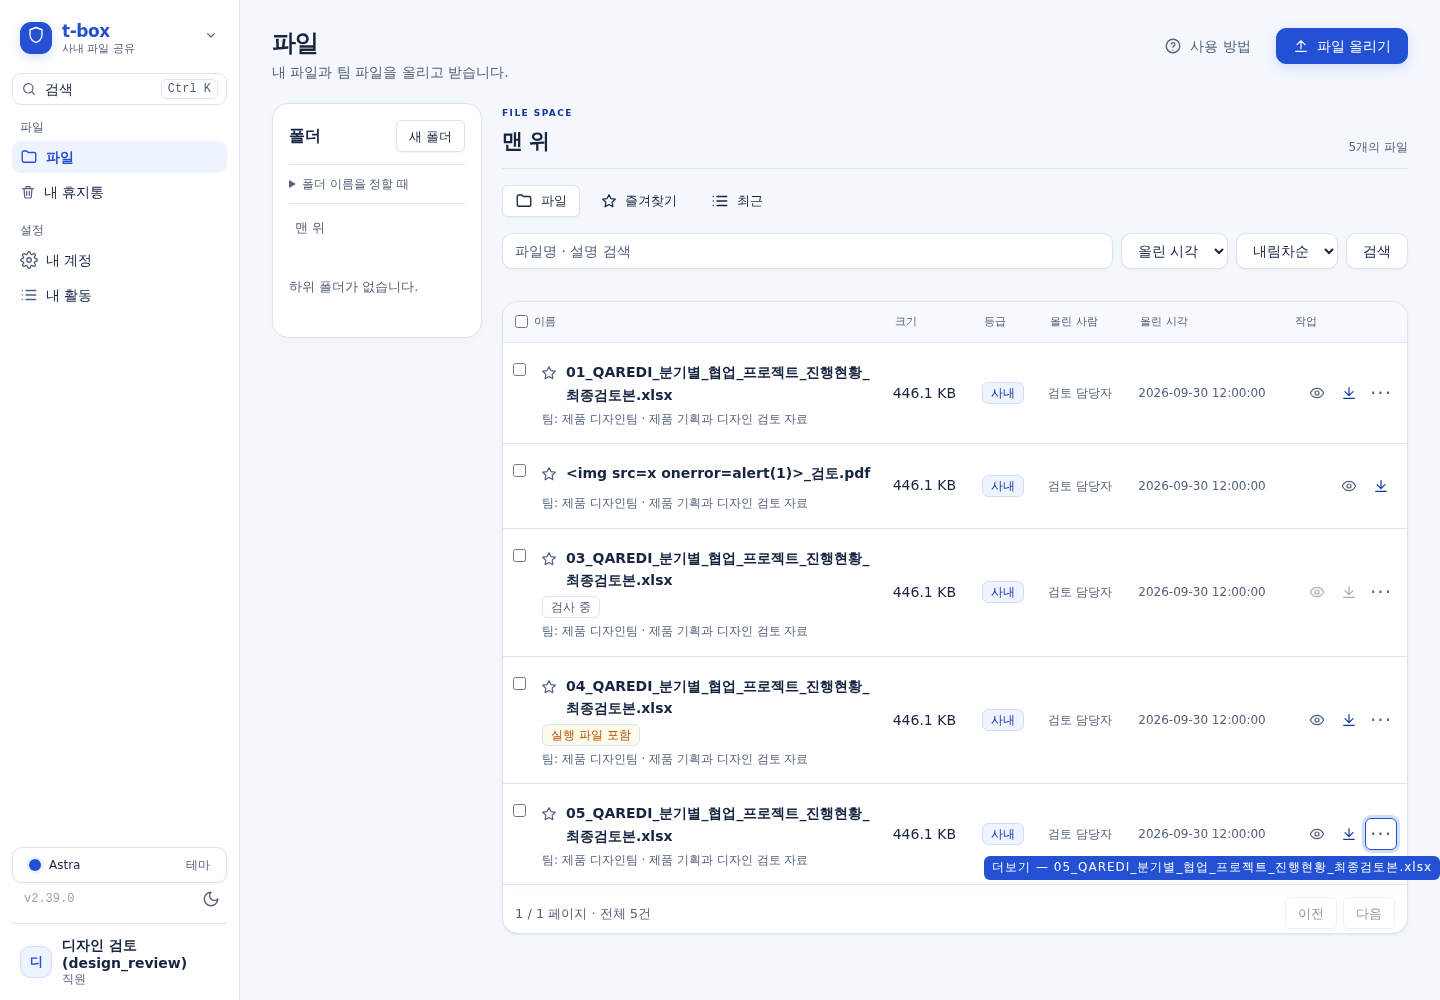 t-box
사내 파일 공유
검색
Ctrl K
파일
파일
내 휴지통
설정
내 계정
내 활동
Astra
테마
v2.39.0
디
디자인 검토
(design_review)
직원
파일
내 파일과 팀 파일을 올리고 받습니다.
사용 방법
파일 올리기
폴더
새 폴더
폴더 이름을 정할 때
맨 위
하위 폴더가 없습니다.
FILE SPACE
맨 위
5개의 파일
파일
즐겨찾기
최근
파일명 · 설명 검색
올린 시각
내림차순
검색
이름
크기
등급
올린 사람
올린 시각
작업
01_QAREDI_분기별_협업_프로젝트_진행현황_
최종검토본.xlsx
팀: 제품 디자인팀 · 제품 기획과 디자인 검토 자료
446.1 KB
사내
검토 담당자
2026-09-30 12:00:00
<img src=x onerror=alert(1)>_검토.pdf
팀: 제품 디자인팀 · 제품 기획과 디자인 검토 자료
446.1 KB
사내
검토 담당자
2026-09-30 12:00:00
03_QAREDI_분기별_협업_프로젝트_진행현황_
최종검토본.xlsx
검사 중
팀: 제품 디자인팀 · 제품 기획과 디자인 검토 자료
446.1 KB
사내
검토 담당자
2026-09-30 12:00:00
04_QAREDI_분기별_협업_프로젝트_진행현황_
최종검토본.xlsx
실행 파일 포함
팀: 제품 디자인팀 · 제품 기획과 디자인 검토 자료
446.1 KB
사내
검토 담당자
2026-09-30 12:00:00
05_QAREDI_분기별_협업_프로젝트_진행현황_
최종검토본.xlsx
팀: 제품 디자인팀 · 제품 기획과 디자인 검토 자료
446.1 KB
사내
검토 담당자
2026-09-30 12:00:00
더보기 — 05_QAREDI_분기별_협업_프로젝트_진행현황_최종검토본.xlsx
1 / 1 페이지 · 전체 5건
이전
다음